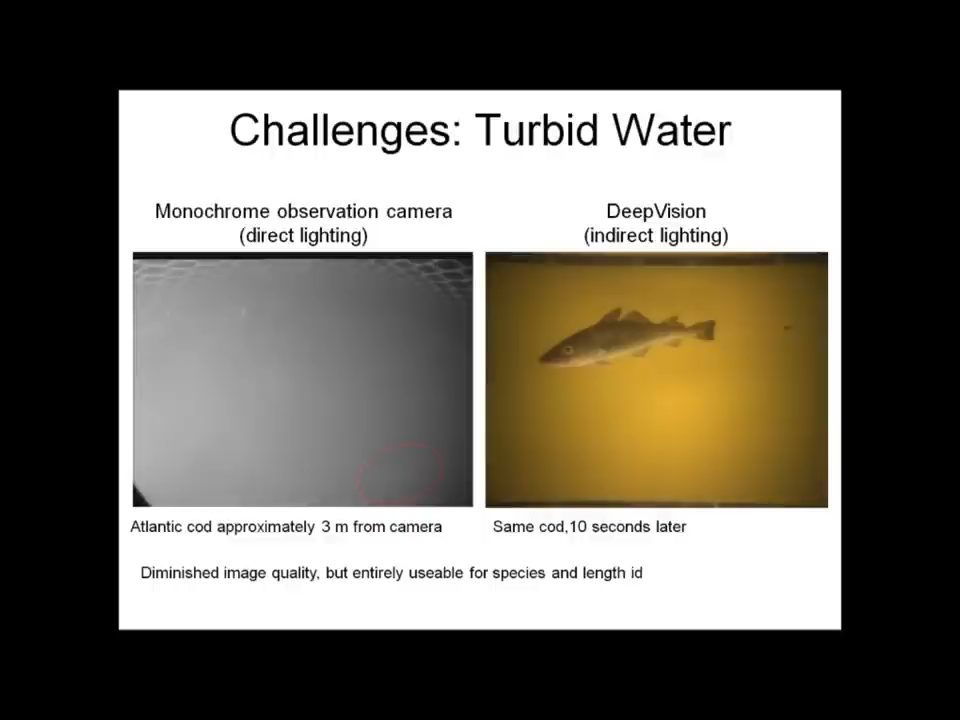 Challenges: Turbid Water
Monochrome observation camera
(direct lighting)
DeepVision
(indirect lighting)
Atlantic cod approximately 3 m from camera
Same cod,10 seconds later
Diminished image quality, but entirely useable for species and length id